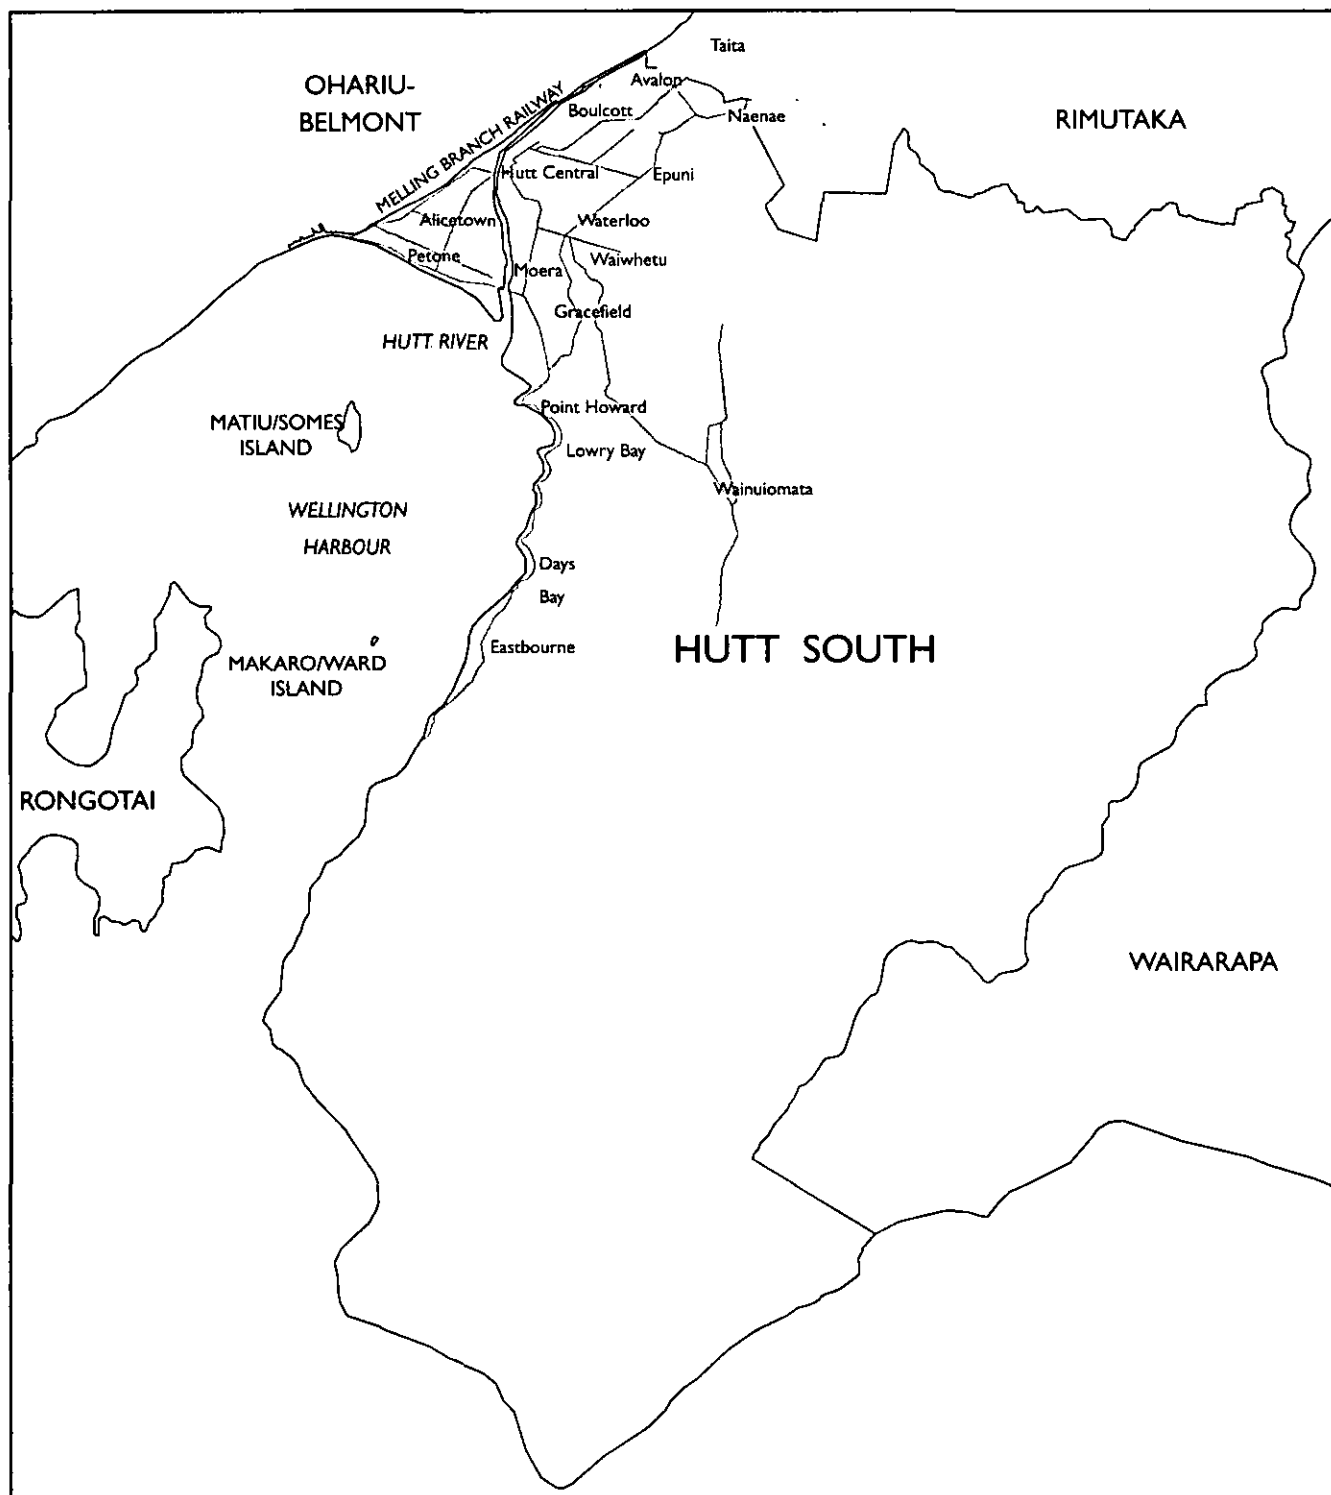 Taita
OHARIU-
BELMONT
Avalon
MELLING BRANCH RAILWAY
Boulcott
Naenae
RIMUTAKA
Hutt Central
Epuni
Alicetown
Waterloo
Petone
Waiwhetu
Moera
Gracefield
HUTT RIVER
Point Howard
MATIU/SOMES
ISLAND
Lowry Bay
Wainuiomata
WELLINGTON
HARBOUR
Days
Bay
Eastbourne
HUTT SOUTH
MAKARO/WARD
ISLAND
RONGOTAI
WAIRARAPA